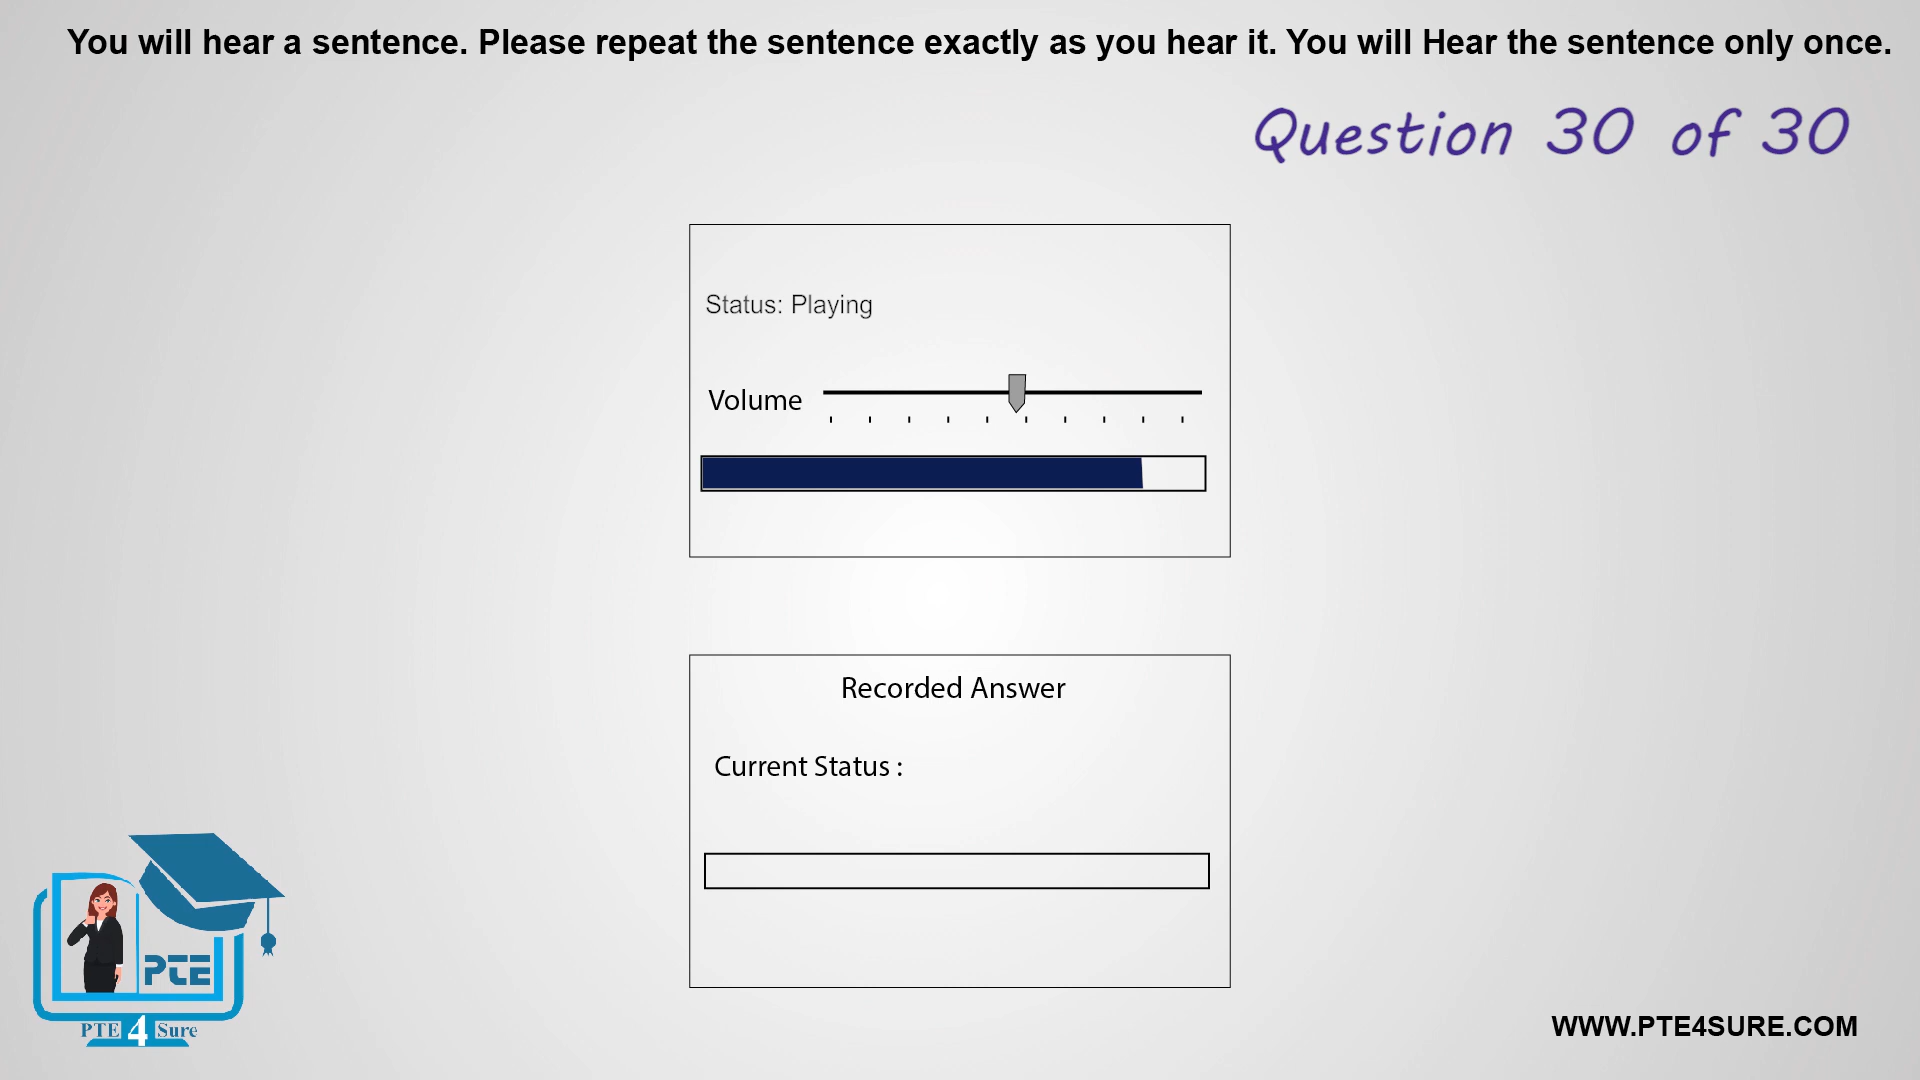 You will hear a sentence. Please repeat the sentence exactly as you hear it. You will Hear the sentence only once.
Question 30 of 30
Status: Playing
Volume
Recorded Answer
Current Status :
PTE
PTE 4 Sure
WWW.PTE4SURE.COM